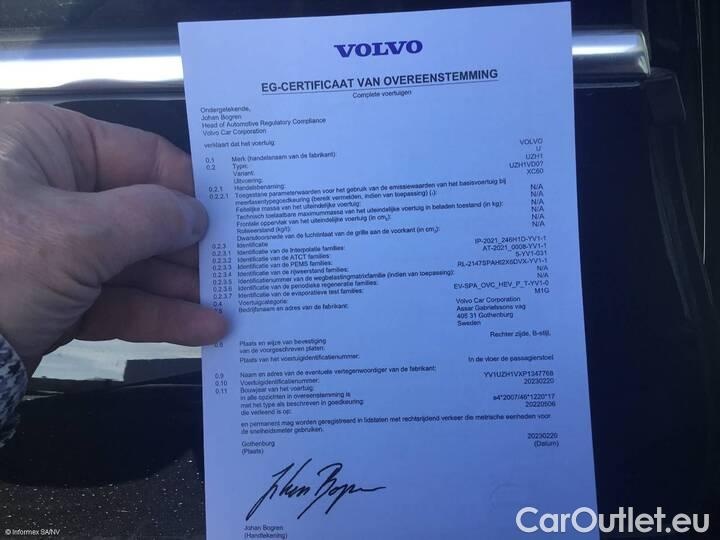 VOLVO
EG-CERTIFICAAT VAN OVEREENSTEMMING
Complete voertuigen
Ondergetekende,
Johan Bogren
Head of Automotive Regulatory Compliance
Volvo Car Corporation
verklaart dat het voertuig:
0.1 Merk (handelsnaam van de fabrikant): VOLVO
0.2 Type: U
Variant: UZH1
Uitvoering: UZH1VD0?
0.2.1 Handelsbenaming: XC60
0.2.2.1 Toegestane parameterwaarden voor het gebruik van de emissiewaarden van het basisvoertuig bij
meerfasentypegoedkeuring (bereik vermelden, indien van toepassing) (.): N/A
Feitelijke massa van het uiteindelijke voertuig: N/A
Technisch toelaatbare maximummassa van het uiteindelijk voertuig in beladen toestand (in kg): N/A
Frontale oppervlak van het uiteindelijk voertuig (in cm2): N/A
Rolweerstand (kg/t): N/A
Dwarsdoorsnede van de luchtinlaat van de grille aan de voorkant (in cm2): N/A
0.2.3 Identificatie
0.2.3.1 Identificatie van de Interpolatie families: IP-2021_246H1D-YV1-1
0.2.3.2 Identificatie van de ATCT families: AT-2021_0008-YV1-1
0.2.3.3 Identificatie van de PEMS families: 5-YV1-031
0.2.3.4 Identificatie van de rijweerstand families: RL-2147SPAHI2X6DVX-YV1-1
0.2.3.5 Identificatienummer van de wegbelastingmatrixfamilie (indien van toepassing): N/A
0.2.3.6 Identificatie van de periodieke regeneratie families: N/A
0.2.3.7 Identificatie van de evaporatieve test families: EV-SPA_OVC_HEV_P_T-YV1-0
0.4 Voertuigcategorie: M1G
Bedrijfsnaam en adres van de fabrikant: Volvo Car Corporation
Assar Gabrielssons vag
405 31 Gothenburg
Sweden
Plaats en wijze van bevestiging Rechter zijde, B-stijl,
van de voorgeschreven platen:
Plaats van het voertuigidentificatienummer: In de vloer de passagierstoel
0.9 Naam en adres van de eventuele vertegenwoordiger van de fabrikant:
0.10 Voertuigidentificatienummer: YV1UZH1VXP1347768
0.11 Bouwjaar van het voertuig: 20230220
in alle opzichten in overeenstemming is
met het type als beschreven in goedkeuring: e4*2007/46*1220*17
die verleend is op: 20220506
en permanent mag worden geregistreerd in lidstaten met rechtsrijdend verkeer die metrische eenheden voor
de snelheidsmeter gebruiken.
Gothenburg 20230220
(Plaats) (Datum)
Johan Bogren
Johan Bogren
(Handtekening)
© Informex SA/NV
CarOutlet.eu